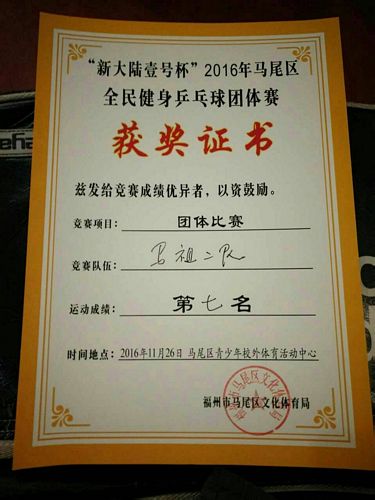 “新大陆壹号杯”2016年马尾区
全民健身乒乓球团体赛
获奖证书
兹发给竞赛成绩优异者，以资鼓励。
竞赛项目： 团体比赛
竞赛队伍： 马祖二队
运动成绩： 第七名
时间地点： 2016年11月26日 马尾区青少年校外体育活动中心
福州市马尾区文化体育局